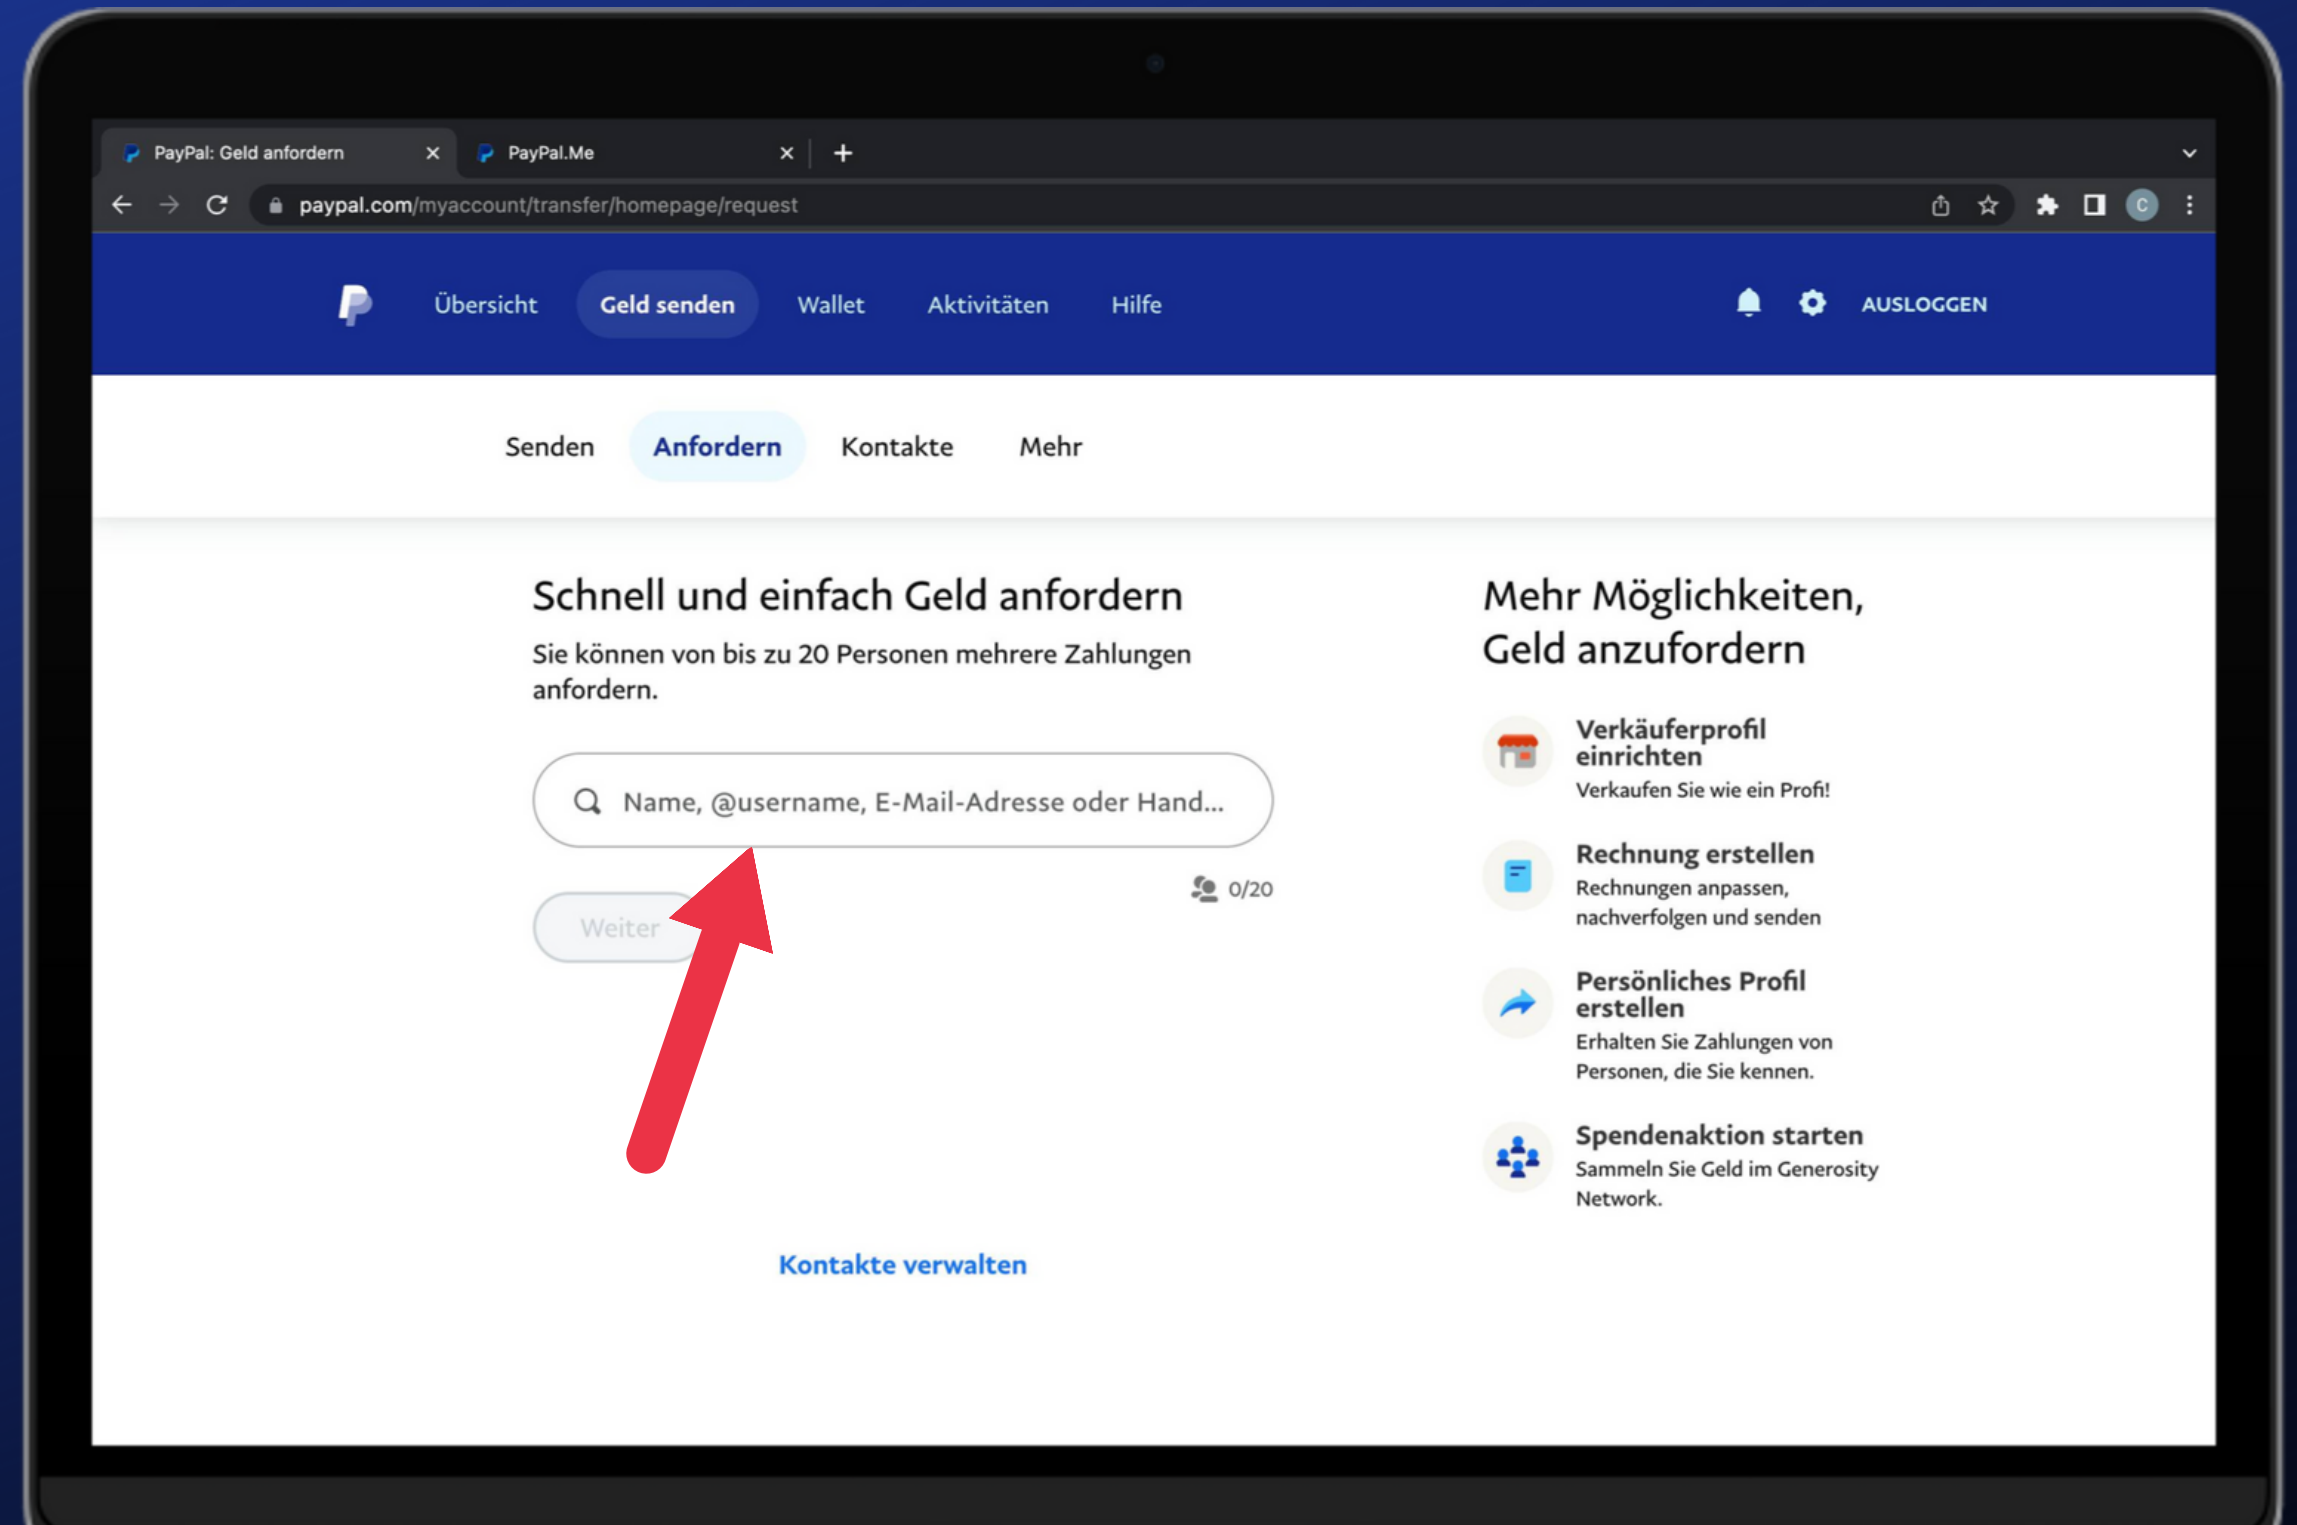 PayPal: Geld anfordern
PayPal.Me
paypal.com/myaccount/transfer/homepage/request
C
Übersicht
Geld senden
Wallet
Aktivitäten
Hilfe
AUSLOGGEN
Senden
Anfordern
Kontakte
Mehr
Schnell und einfach Geld anfordern
Sie können von bis zu 20 Personen mehrere Zahlungen
anfordern.
Name, @username, E-Mail-Adresse oder Hand...
0/20
Weiter
Kontakte verwalten
Mehr Möglichkeiten,
Geld anzufordern
Verkäuferprofil
einrichten
Verkaufen Sie wie ein Profi!
Rechnung erstellen
Rechnungen anpassen,
nachverfolgen und senden
Persönliches Profil
erstellen
Erhalten Sie Zahlungen von
Personen, die Sie kennen.
Spendenaktion starten
Sammeln Sie Geld im Generosity
Network.